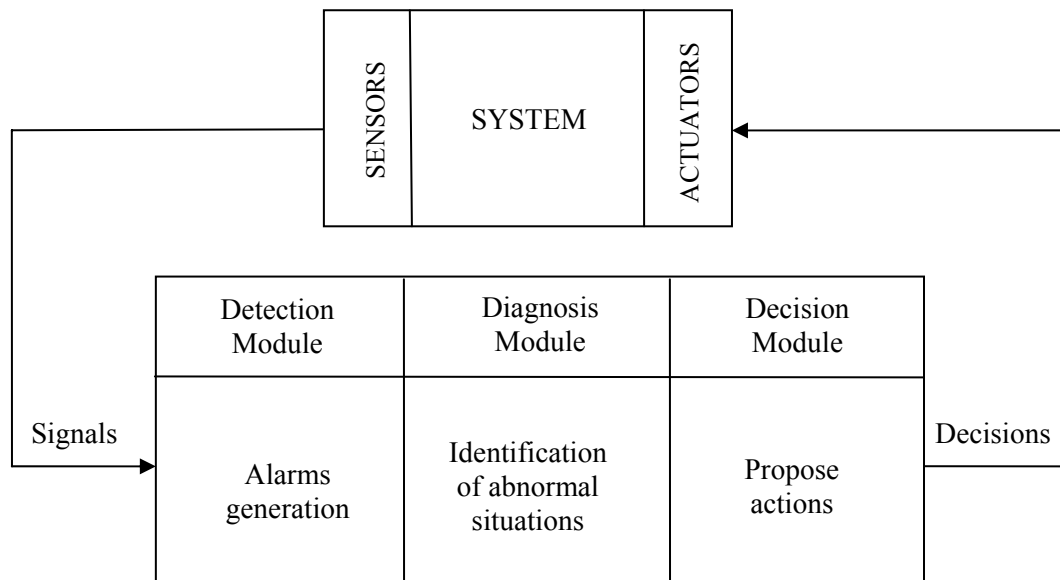 SENSORS
SYSTEM
ACTUATORS
Detection
Module
Diagnosis
Module
Decision
Module
Signals
Alarms
generation
Identification
of abnormal
situations
Propose
actions
Decisions